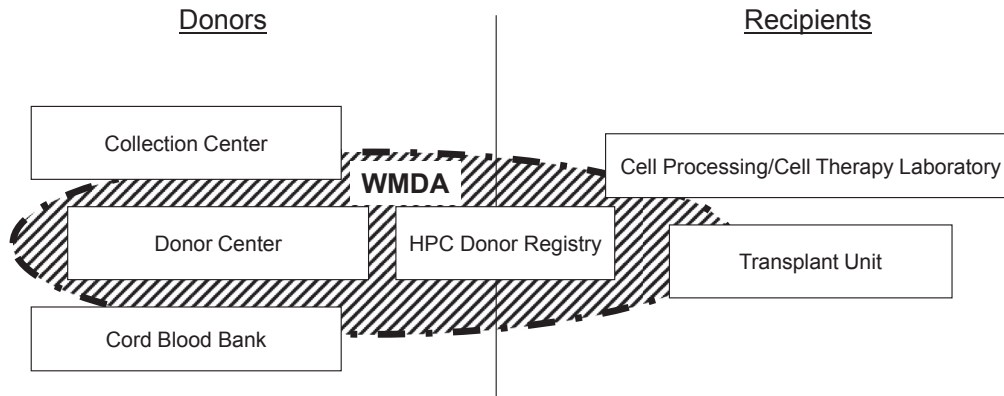 Donors
Recipients
Collection Center
Cell Processing/Cell Therapy Laboratory
WMDA
Donor Center
HPC Donor Registry
Transplant Unit
Cord Blood Bank